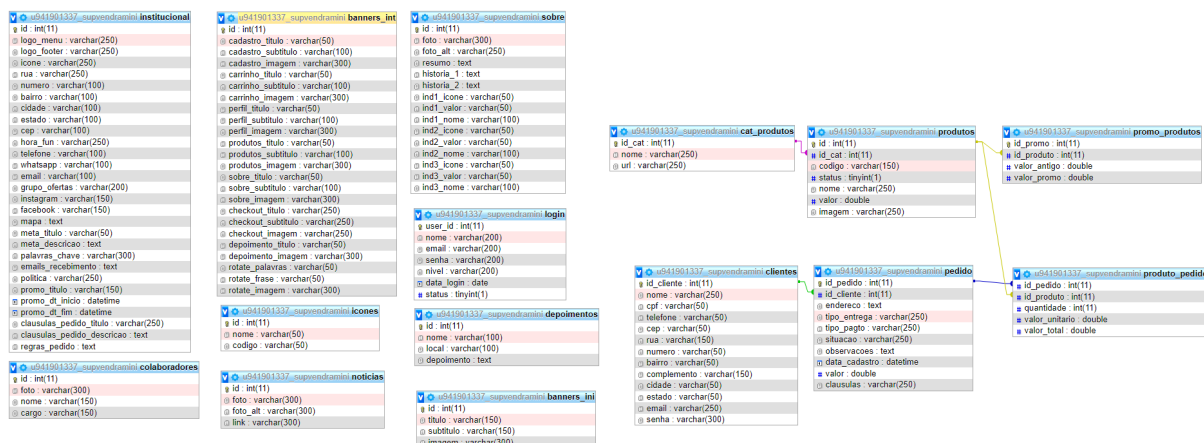 u941901337_supvendramini institucional
id : int(11)
logo_menu : varchar(250)
logo_footer : varchar(250)
icone : varchar(250)
rua : varchar(250)
numero : varchar(100)
bairro : varchar(100)
cidade : varchar(100)
estado : varchar(100)
cep : varchar(100)
hora_fun : varchar(250)
telefone : varchar(100)
whatsapp : varchar(100)
email : varchar(100)
grupo_ofertas : varchar(200)
instagram : varchar(150)
facebook : varchar(150)
mapa : text
meta_titulo : varchar(50)
meta_descricao : text
palavras_chave : varchar(300)
emails_recebimento : text
politica : varchar(250)
promo_titulo : varchar(150)
promo_dt_inicio : datetime
promo_dt_fim : datetime
clausulas_pedido_titulo : varchar(250)
clausulas_pedido_descricao : text
regras_pedido : text
u941901337_supvendramini colaboradores
id : int(11)
foto : varchar(300)
nome : varchar(150)
cargo : varchar(150)
u941901337_supvendramini banners_int
id : int(11)
cadastro_titulo : varchar(50)
cadastro_subtitulo : varchar(100)
cadastro_imagem : varchar(300)
carrinho_titulo : varchar(50)
carrinho_subtitulo : varchar(100)
carrinho_imagem : varchar(300)
perfil_titulo : varchar(50)
perfil_subtitulo : varchar(100)
perfil_imagem : varchar(300)
produtos_titulo : varchar(50)
produtos_subtitulo : varchar(100)
produtos_imagem : varchar(300)
sobre_titulo : varchar(50)
sobre_subtitulo : varchar(100)
sobre_imagem : varchar(300)
checkout_titulo : varchar(250)
checkout_subtitulo : varchar(250)
checkout_imagem : varchar(250)
depoimento_titulo : varchar(50)
depoimento_imagem : varchar(300)
rotate_palavras : varchar(50)
rotate_frase : varchar(50)
rotate_imagem : varchar(300)
u941901337_supvendramini icones
id : int(11)
nome : varchar(50)
codigo : varchar(50)
u941901337_supvendramini noticias
id : int(11)
foto : varchar(300)
foto_alt : varchar(300)
link : varchar(300)
u941901337_supvendramini sobre
id : int(11)
foto : varchar(300)
foto_alt : varchar(250)
resumo : text
historia_1 : text
historia_2 : text
ind1_icone : varchar(50)
ind1_valor : varchar(50)
ind1_nome : varchar(100)
ind2_icone : varchar(50)
ind2_valor : varchar(50)
ind2_nome : varchar(100)
ind3_icone : varchar(50)
ind3_valor : varchar(50)
ind3_nome : varchar(100)
u941901337_supvendramini login
user_id : int(11)
nome : varchar(200)
email : varchar(200)
senha : varchar(200)
nivel : varchar(200)
data_login : date
status : tinyint(1)
u941901337_supvendramini depoimentos
id : int(11)
nome : varchar(100)
local : varchar(100)
depoimento : text
u941901337_supvendramini banners_ini
id : int(11)
titulo : varchar(150)
subtitulo : varchar(150)
imagem : varchar(300)
u941901337_supvendramini cat_produtos
id_cat : int(11)
nome : varchar(250)
url : varchar(250)
u941901337_supvendramini produtos
id : int(11)
id_cat : int(11)
codigo : varchar(150)
status : tinyint(1)
nome : varchar(250)
valor : double
imagem : varchar(250)
u941901337_supvendramini promo_produtos
id_promo : int(11)
id_produto : int(11)
valor_antigo : double
valor_promo : double
u941901337_supvendramini clientes
id_cliente : int(11)
nome : varchar(250)
cpf : varchar(50)
telefone : varchar(50)
cep : varchar(50)
rua : varchar(150)
numero : varchar(50)
bairro : varchar(50)
complemento : varchar(150)
cidade : varchar(50)
estado : varchar(50)
email : varchar(250)
senha : varchar(300)
u941901337_supvendramini pedido
id_pedido : int(11)
id_cliente : int(11)
endereco : text
tipo_entrega : varchar(250)
tipo_pagto : varchar(250)
situacao : varchar(250)
observacoes : text
data_cadastro : datetime
valor : double
clausulas : varchar(250)
u941901337_supvendramini produto_pedido
id_pedido : int(11)
id_produto : int(11)
quantidade : int(11)
valor_unitario : double
valor_total : double